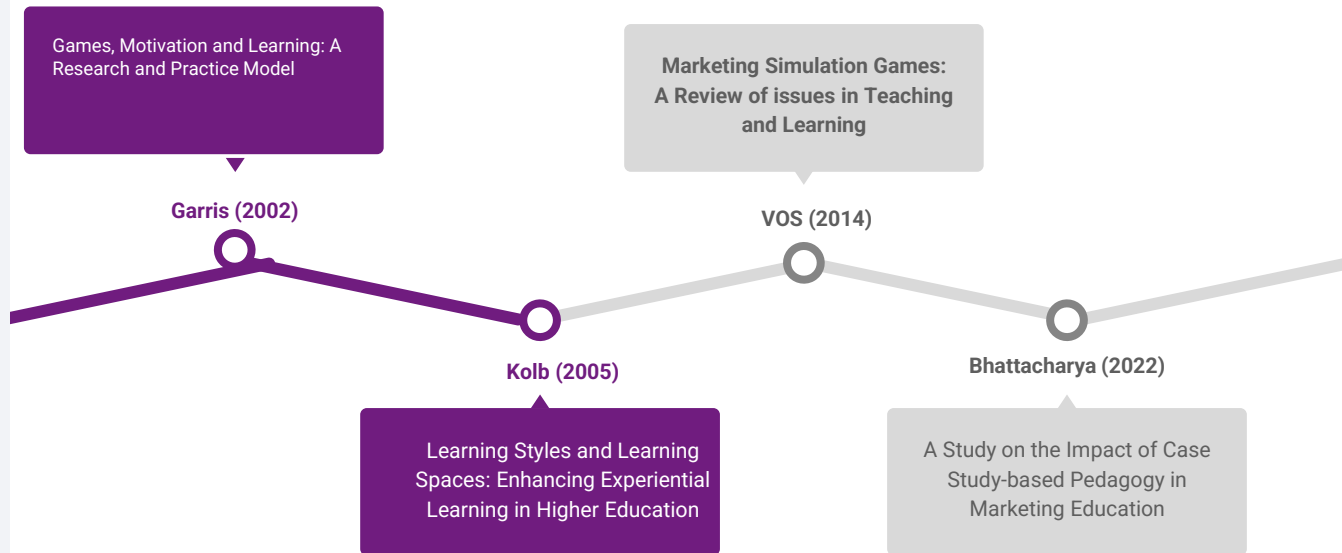 Games, Motivation and Learning: A
Research and Practice Model
Garris (2002)
Marketing Simulation Games:
A Review of issues in Teaching
and Learning
VOS (2014)
Kolb (2005)
Learning Styles and Learning
Spaces: Enhancing Experiential
Learning in Higher Education
Bhattacharya (2022)
A Study on the Impact of Case
Study-based Pedagogy in
Marketing Education